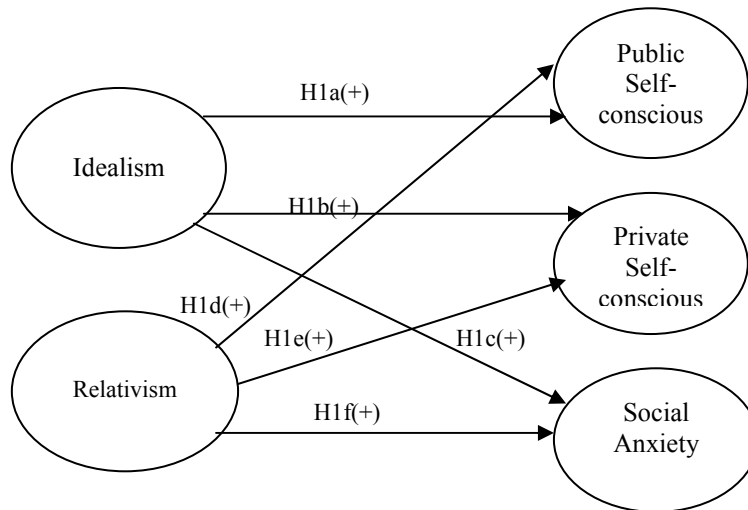 Public
Self-
conscious
H1a(+)
Idealism
H1b(+)
Private
Self-
conscious
H1d(+)
H1e(+)
H1c(+)
Relativism
H1f(+)
Social
Anxiety